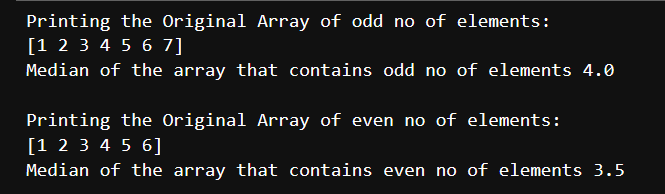 Printing the Original Array of odd no of elements:
[1 2 3 4 5 6 7]
Median of the array that contains odd no of elements 4.0
Printing the Original Array of even no of elements:
[1 2 3 4 5 6]
Median of the array that contains even no of elements 3.5